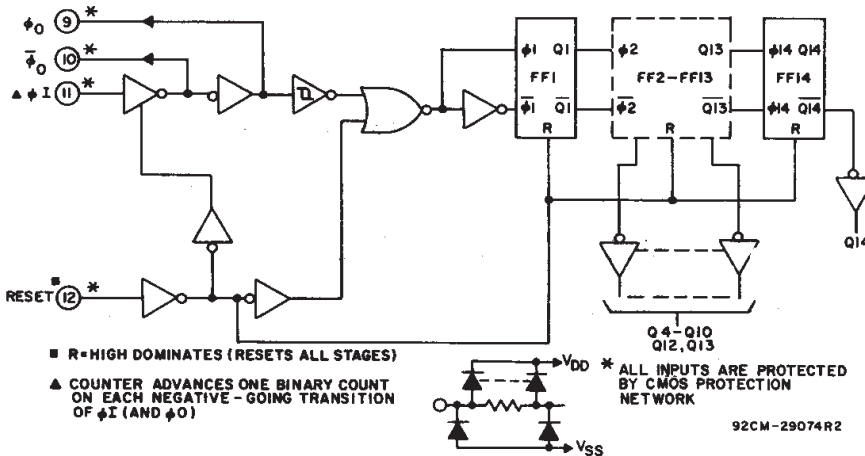 ϕO 9 *
ϕ̅O 10 *
▲ ϕI 11 *
ϕ1 Q1
FF1
ϕ̅1 Q̅1
R
ϕ2 Q13
FF2-FF13
ϕ̅2 Q̅13
R
ϕ14 Q14
FF14
ϕ14 Q̅14
R
Q14
RESET ■ 12 *
Q4-Q10
Q12,Q13
■ R=HIGH DOMINATES (RESETS ALL STAGES)
▲ COUNTER ADVANCES ONE BINARY COUNT
ON EACH NEGATIVE-GOING TRANSITION
OF ϕI (AND ϕO)
VDD
VSS
* ALL INPUTS ARE PROTECTED
BY CMOS PROTECTION
NETWORK
92CM-29074R2